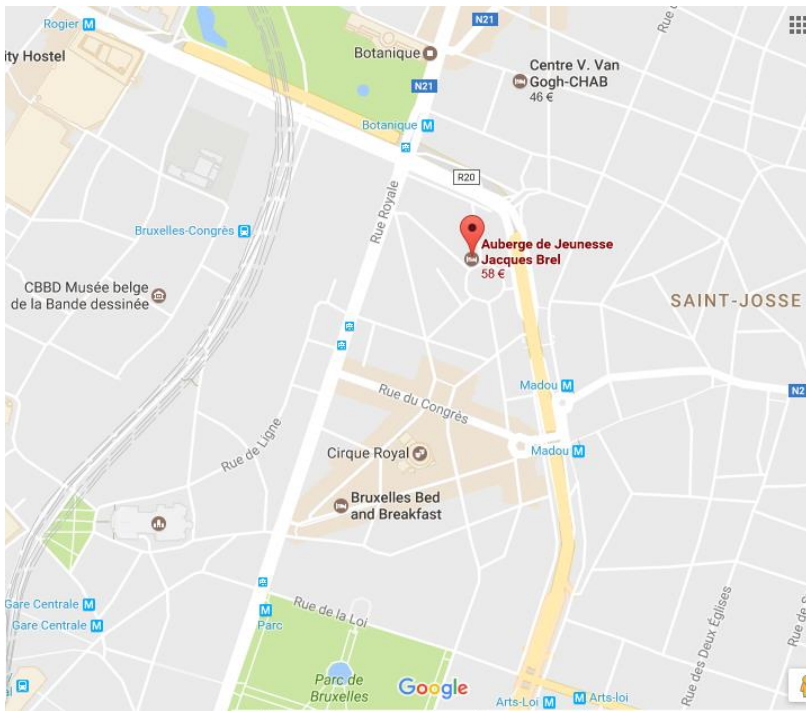 Rogier M
N21
Rue
ity Hostel
Botanique
Centre V. Van
Gogh-CHAB
46 €
N21
Botanique M
R20
Rue Royale
Bruxelles-Congrès
Auberge de Jeunesse
Jacques Brel
58 €
CBBD Musée belge
de la Bande dessinée
SAINT-JOSSE
Madou M
N2
Rue du Congrès
Rue de Ligne
Cirque Royal
Madou M
Bruxelles Bed
and Breakfast
Gare Centrale M
Gare Centrale M
M
Parc
Rue de la Loi
Rue des Deux Églises
Rue de
Parc de
Bruxelles
Google
Arts-Loi M
M Arts-loi